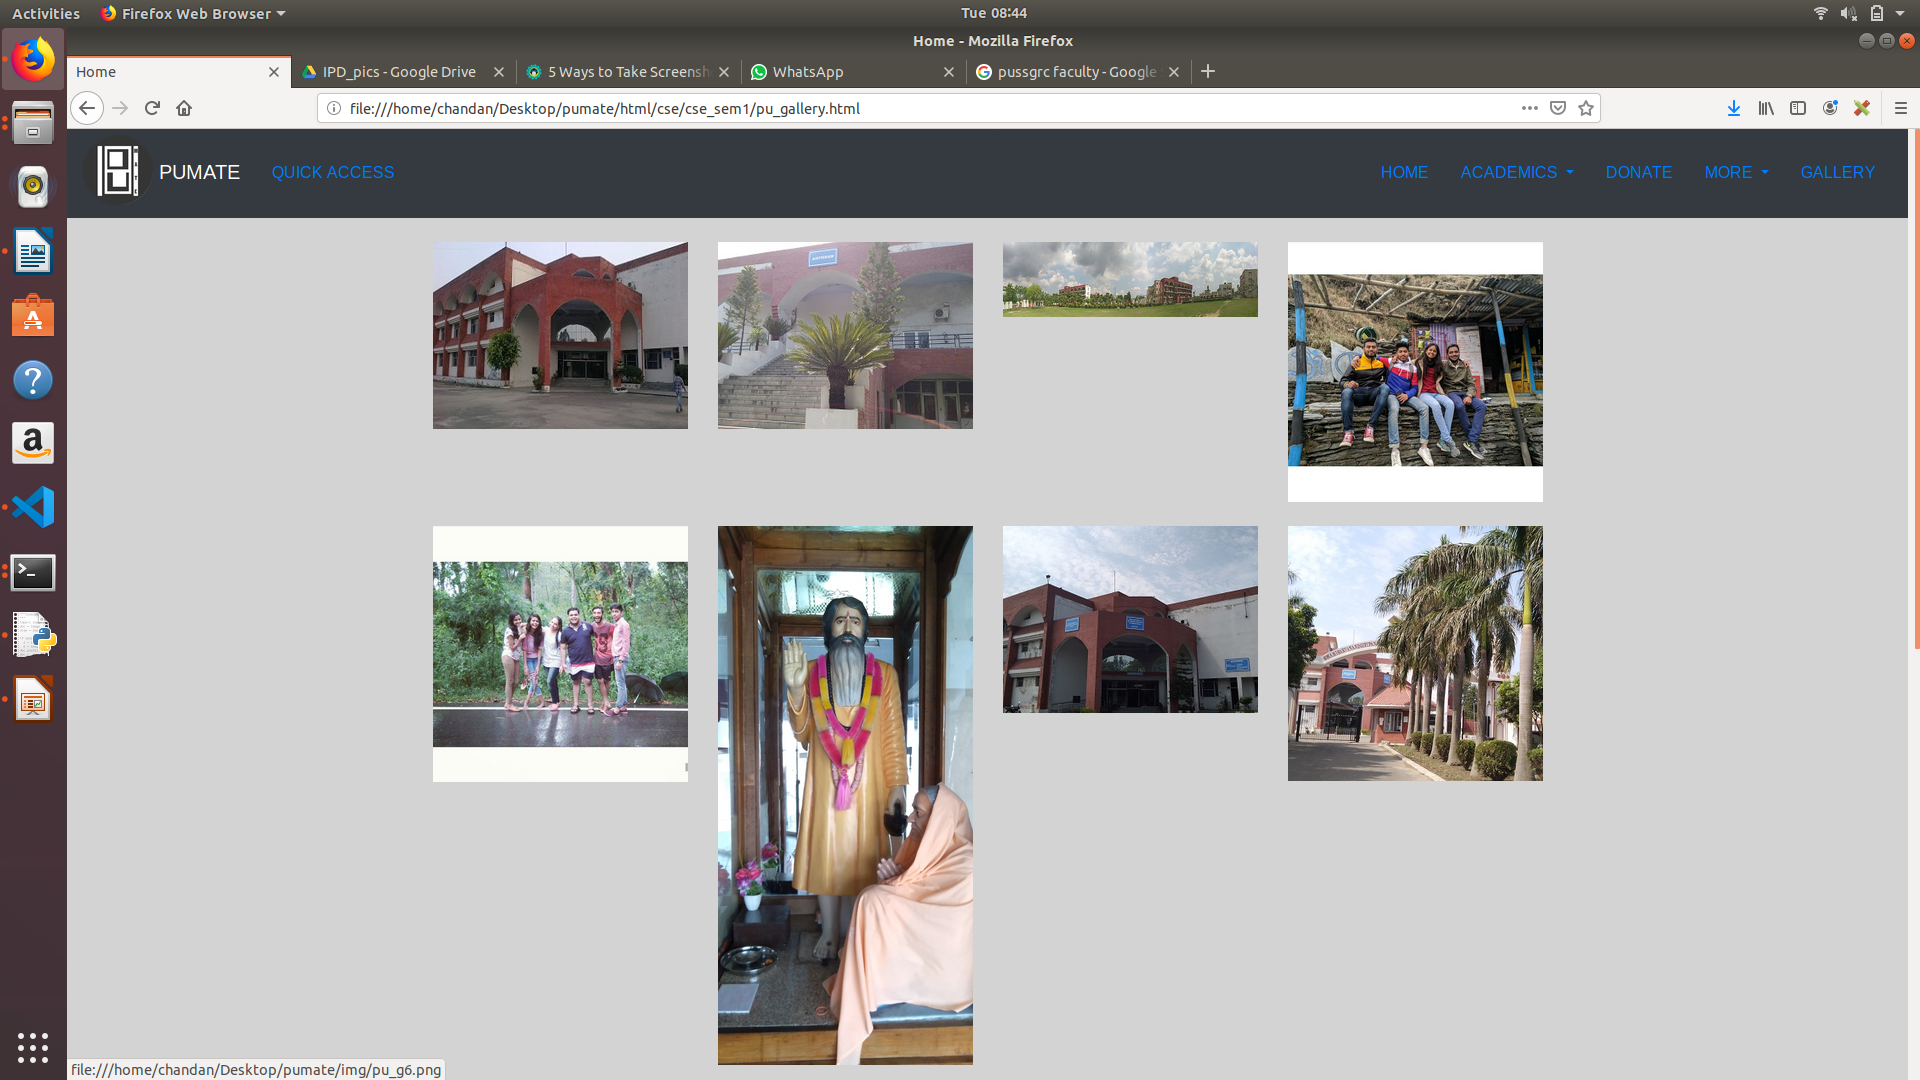 Activities
Firefox Web Browser
Tue 08:44
Home - Mozilla Firefox
Home
IPD_pics - Google Drive
5 Ways to Take Screensh
WhatsApp
pussgrc faculty - Google
file:///home/chandan/Desktop/pumate/html/cse/cse_sem1/pu_gallery.html
PUMATE
QUICK ACCESS
HOME
ACADEMICS
DONATE
MORE
GALLERY
file:///home/chandan/Desktop/pumate/img/pu_g6.png